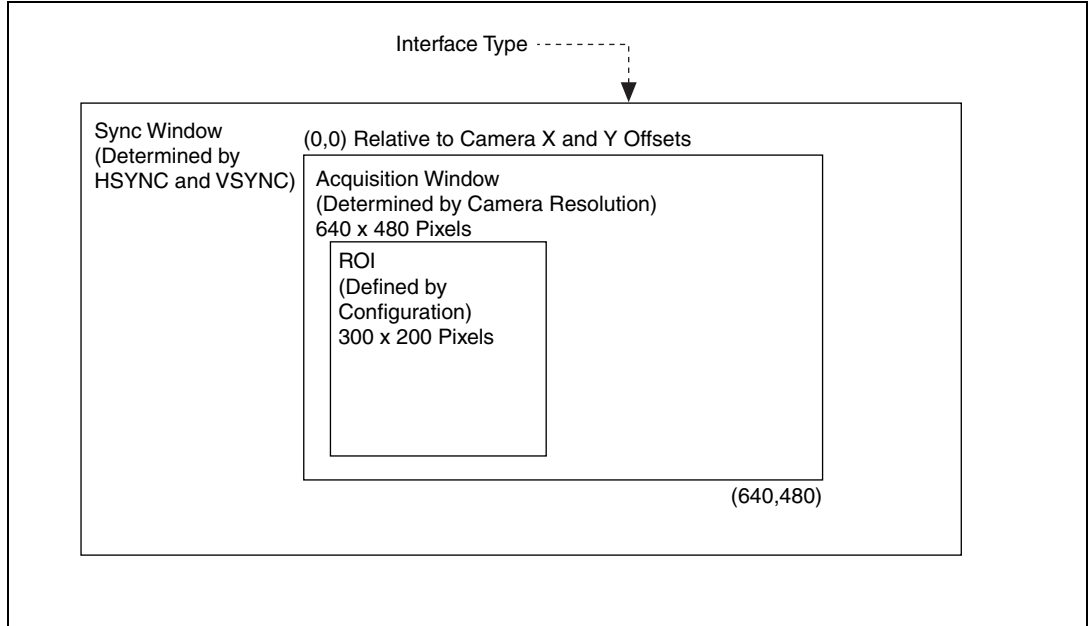 Interface Type
Sync Window
(Determined by
HSYNC and VSYNC)
(0,0) Relative to Camera X and Y Offsets
Acquisition Window
(Determined by Camera Resolution)
640 x 480 Pixels
ROI
(Defined by
Configuration)
300 x 200 Pixels
(640,480)